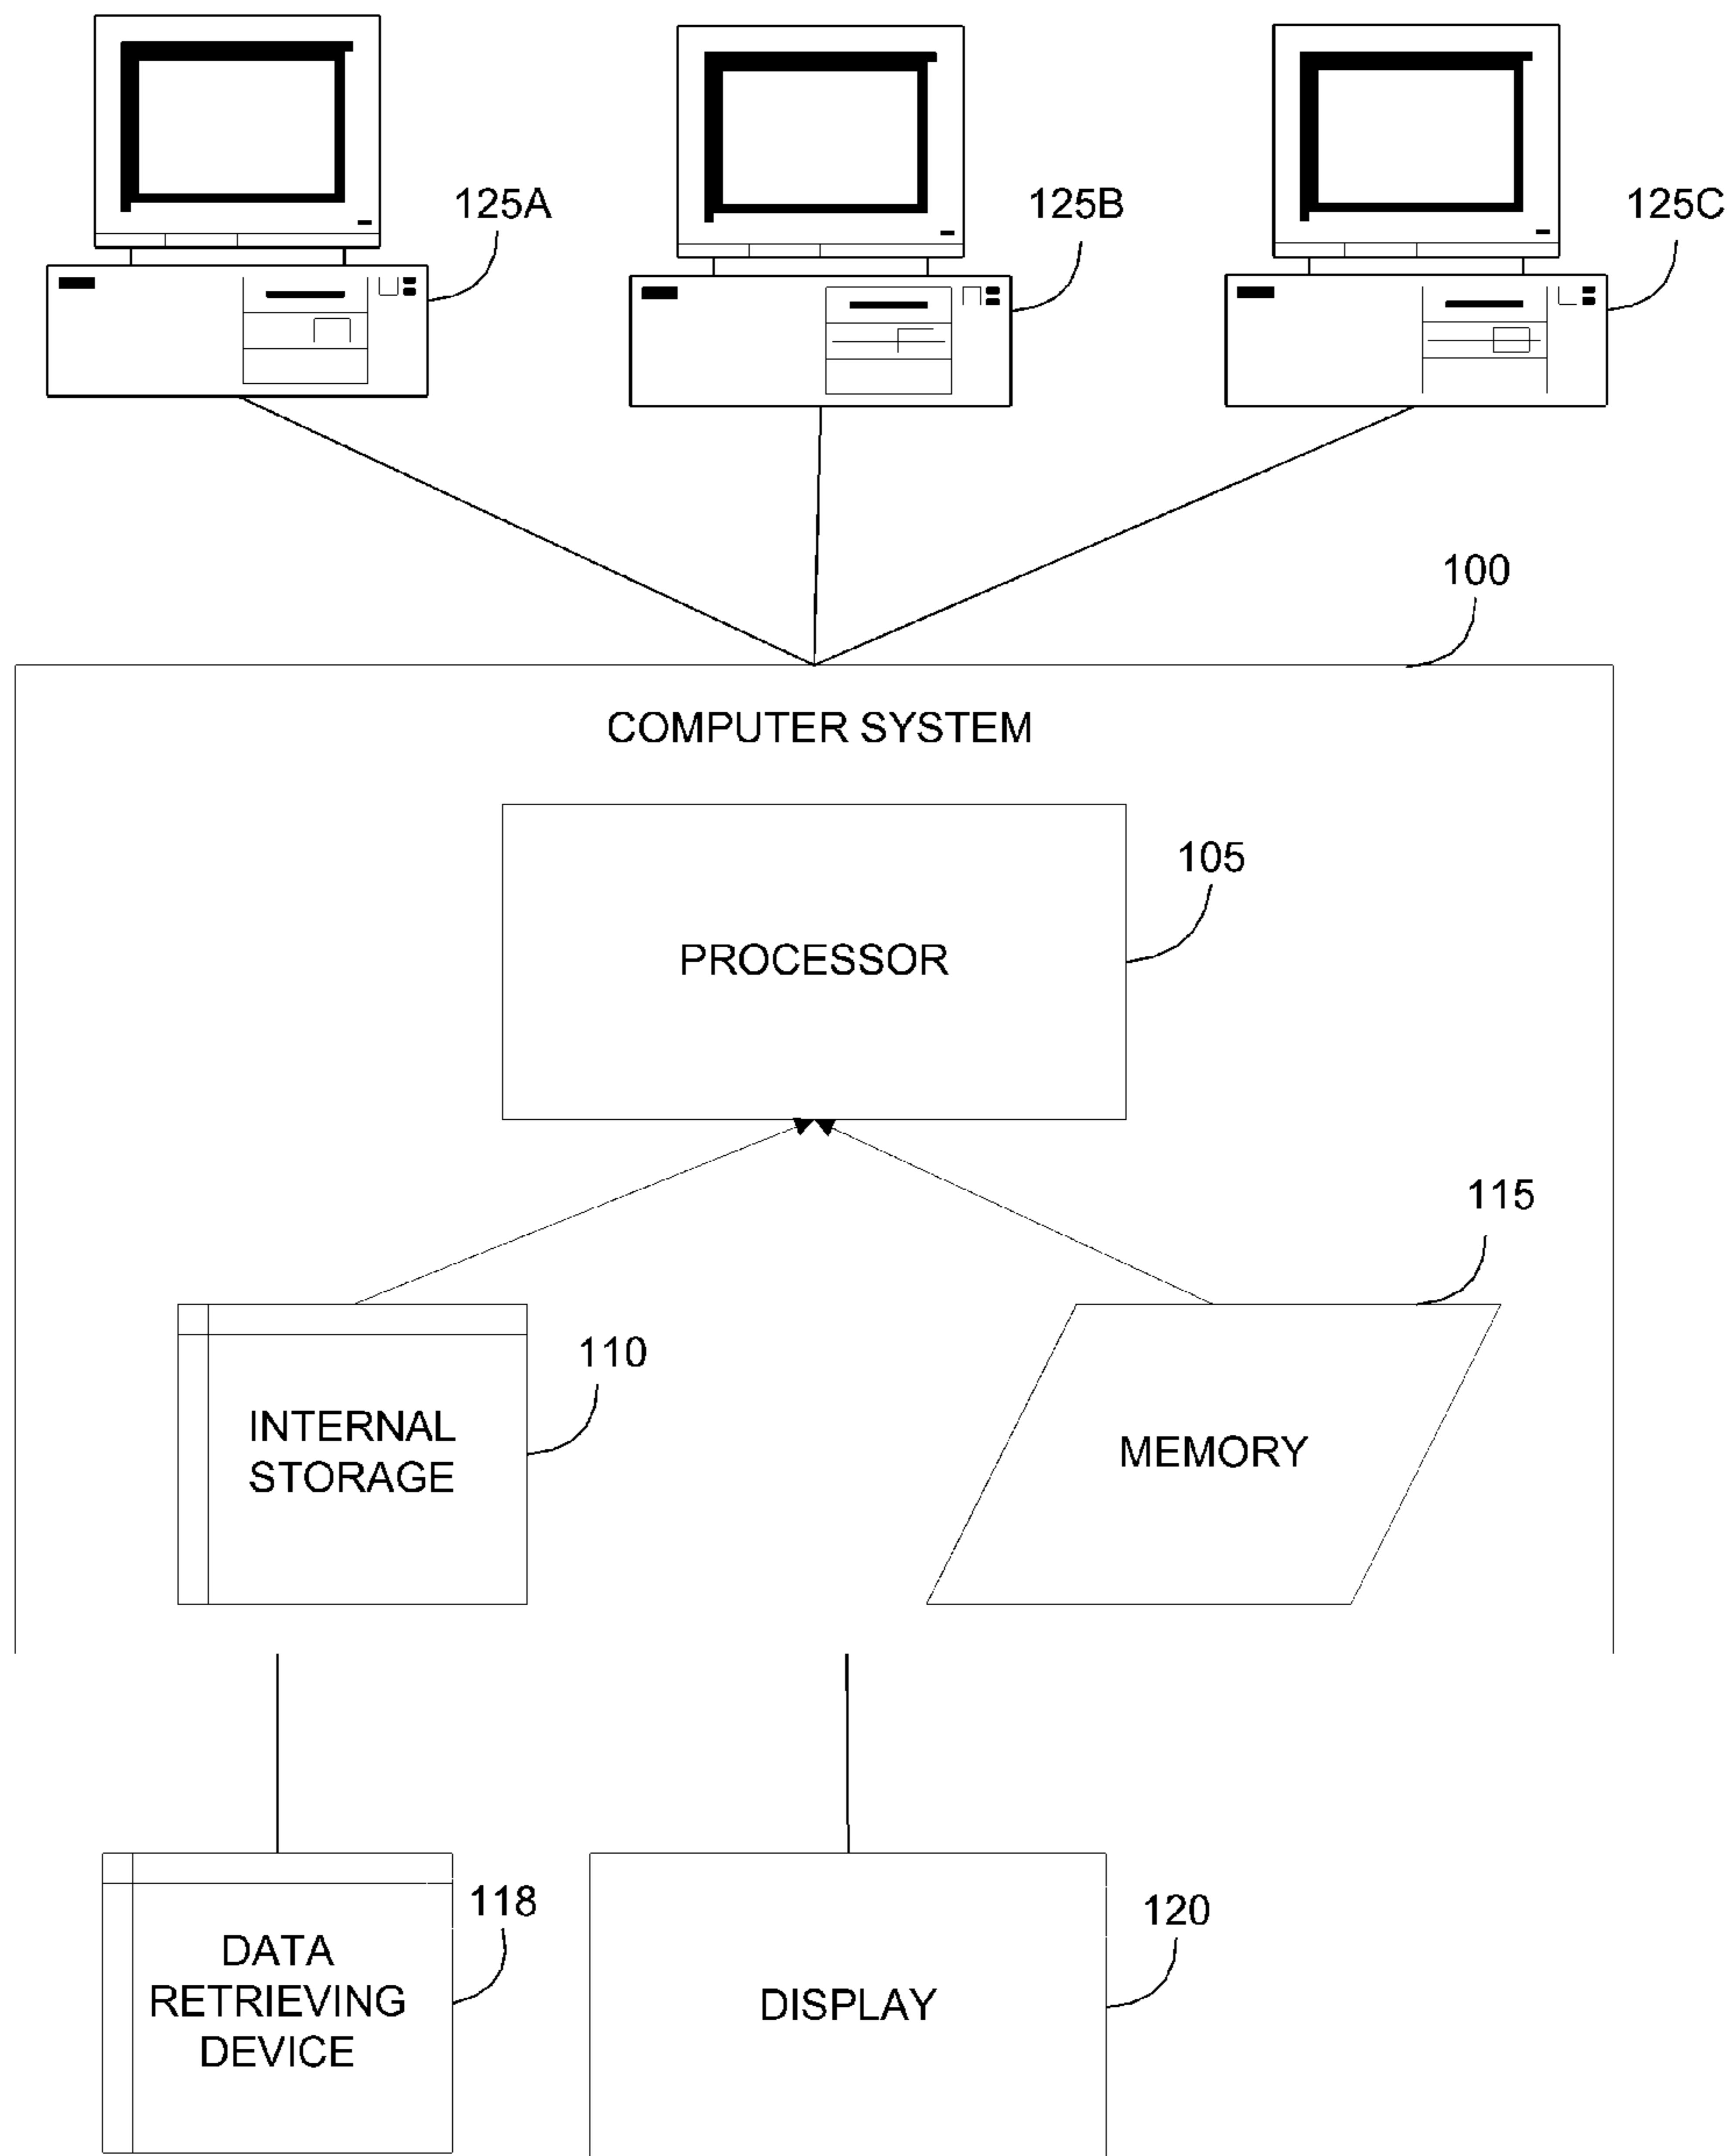 125A
125B
125C
100
COMPUTER SYSTEM
105
PROCESSOR
115
110
INTERNAL
STORAGE
MEMORY
118
120
DATA
RETRIEVING
DEVICE
DISPLAY